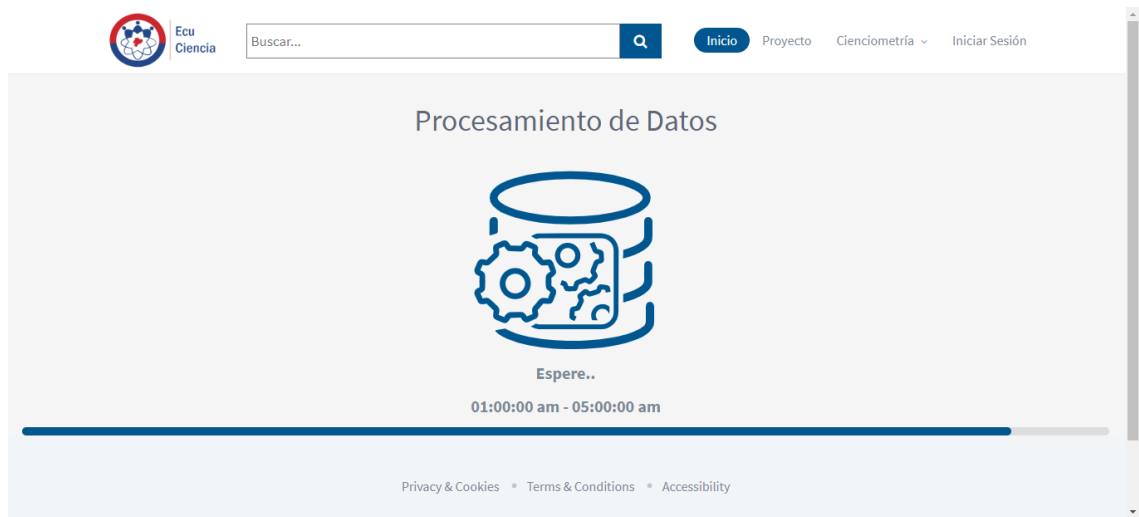 Ecu
Ciencia
Buscar...
Inicio Proyecto Cienciometría Iniciar Sesión
Procesamiento de Datos
Espere..
01:00:00 am - 05:00:00 am
Privacy & Cookies Terms & Conditions Accessibility